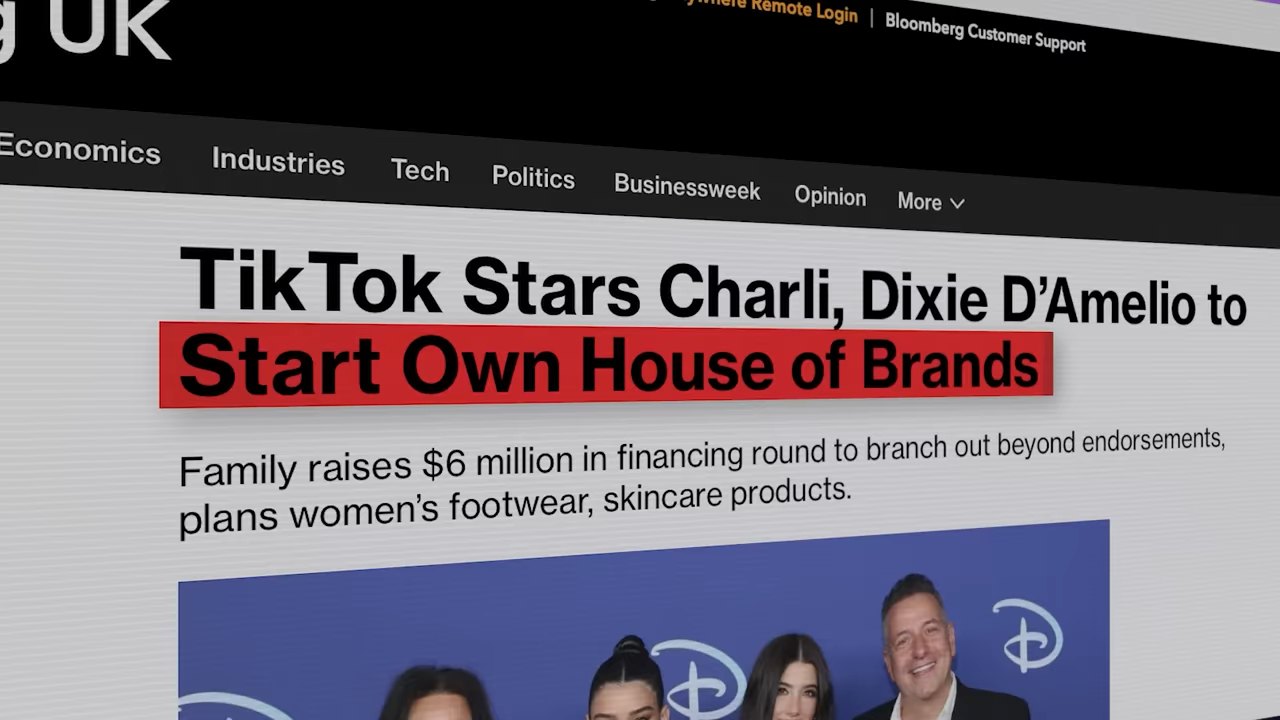 UK
Remote Login | Bloomberg Customer Support
Economics Industries Tech Politics Businessweek Opinion More
TikTok Stars Charli, Dixie D’Amelio to
Start Own House of Brands
Family raises $6 million in financing round to branch out beyond endorsements,
plans women’s footwear, skincare products.